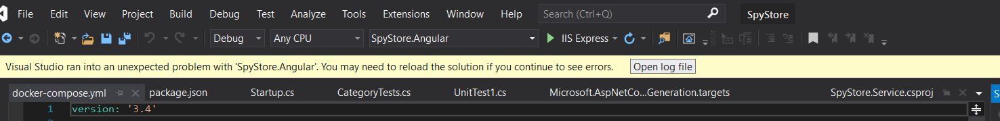 File Edit View Project Build Debug Test Analyze Tools Extensions Window Help Search (Ctrl+Q) SpyStore
Debug Any CPU SpyStore.Angular IIS Express
Visual Studio ran into an unexpected problem with 'SpyStore.Angular'. You may need to reload the solution if you continue to see errors. Open log file
docker-compose.yml package.json Startup.cs CategoryTests.cs UnitTest1.cs Microsoft.AspNetCo...Generation.targets SpyStore.Service.csproj S
1 version: '3.4'